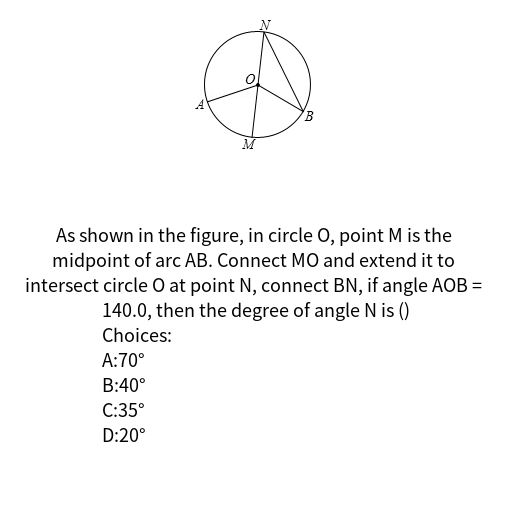 N
O
A
B
M
As shown in the figure, in circle O, point M is the
midpoint of arc AB. Connect MO and extend it to
intersect circle O at point N, connect BN, if angle AOB =
140.0, then the degree of angle N is ()
Choices:
A:70°
B:40°
C:35°
D:20°